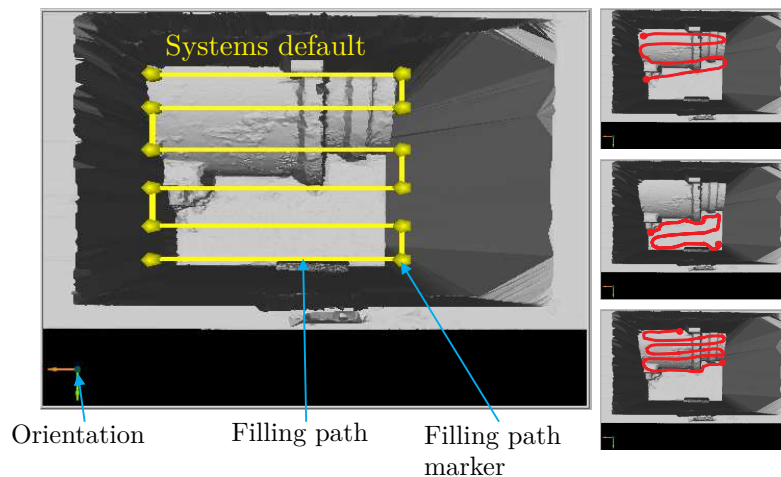 Systems default
Orientation
Filling path
Filling path
marker